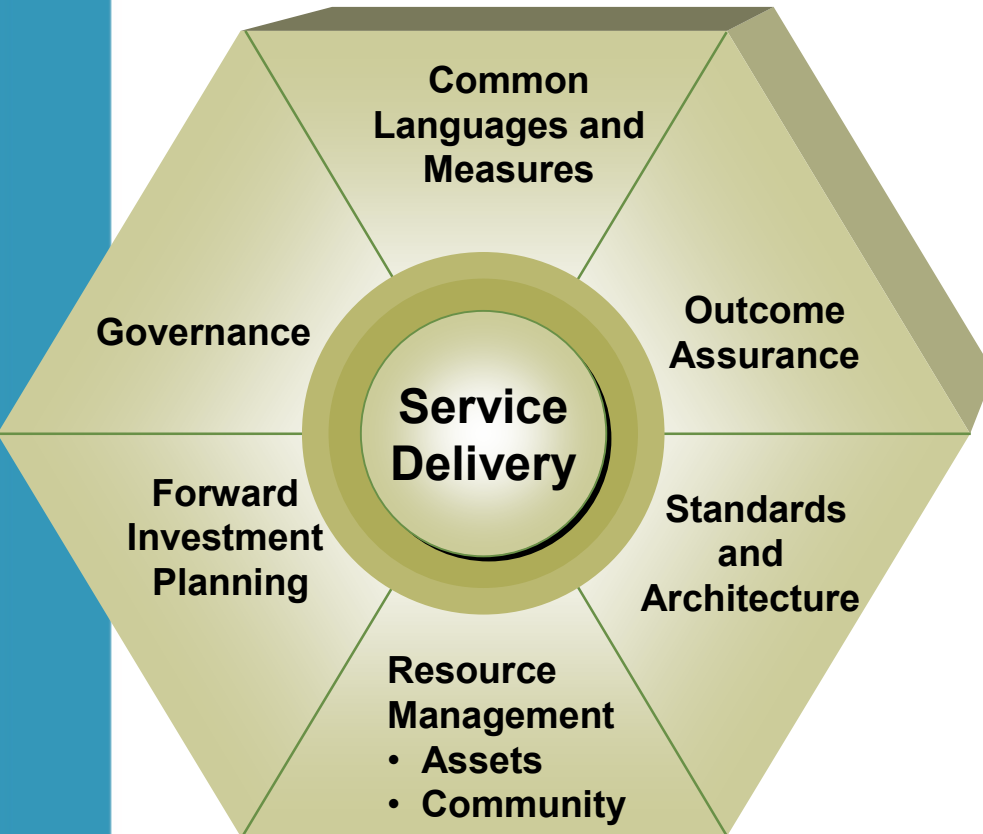 Common
Languages and
Measures
Governance
Outcome
Assurance
Service
Delivery
Forward
Investment
Planning
Standards
and
Architecture
Resource
Management
• Assets
• Community